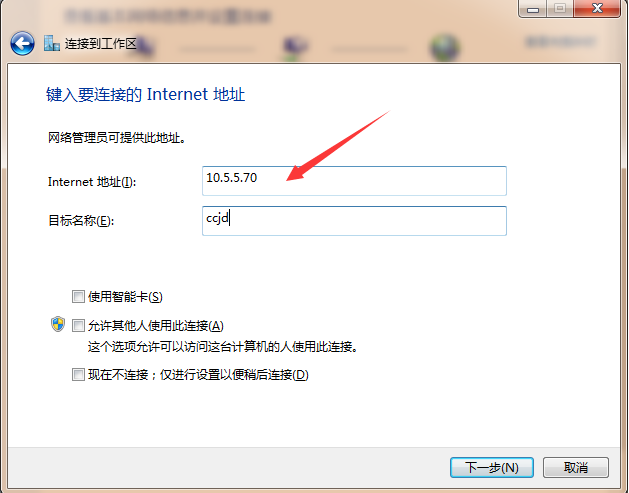 连接到工作区
键入要连接的 Internet 地址
网络管理员可提供此地址。
Internet 地址(I):
10.5.5.70
目标名称(E):
ccjd
使用智能卡(S)
允许其他人使用此连接(A)
这个选项允许可以访问这台计算机的人使用此连接。
现在不连接；仅进行设置以便稍后连接(D)
下一步(N)
取消